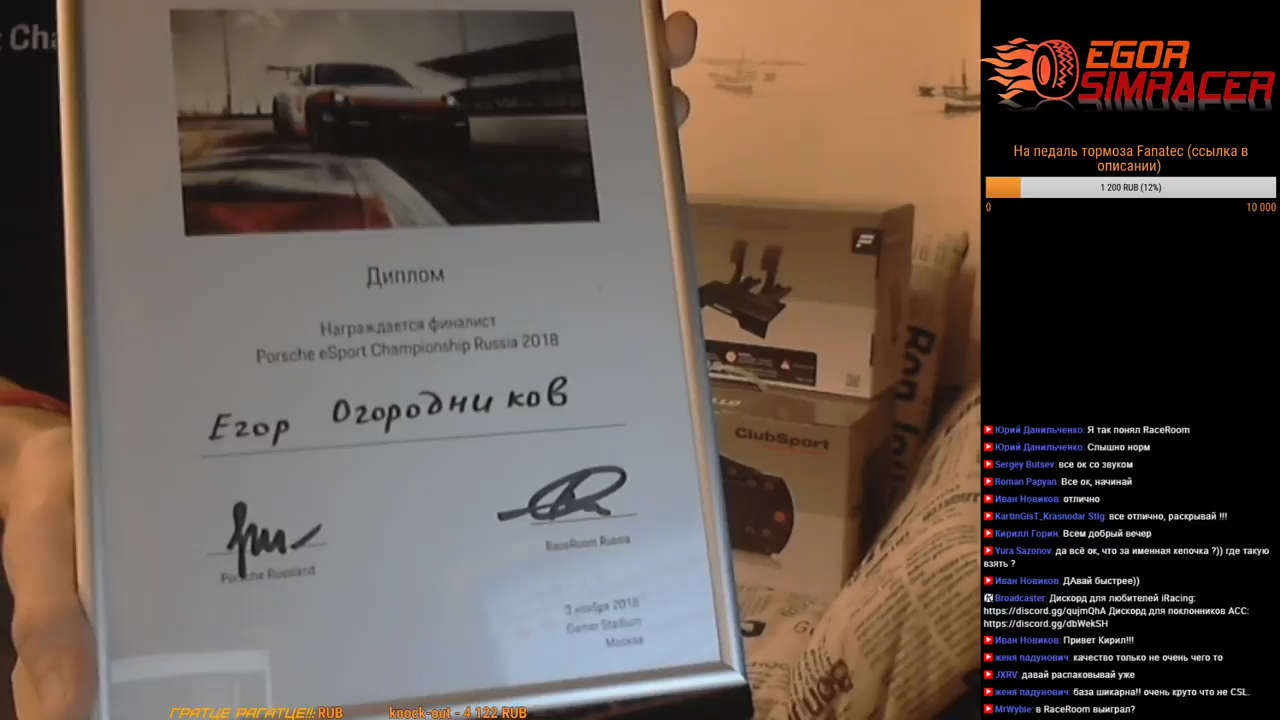 Cha
Диплом
Награждается финалист
Porsche eSport Championship Russia 2018
Егор Огородников
Porsche Russland
RaceRoom Russia
3 ноября 2018
Gamer Stadium
Москва
ClubSport
EGOR
SIMRACER
На педаль тормоза Fanatec (ссылка в
описании)
1 200 RUB (12%)
0
10 000
Юрий Данильченко: Я так понял RaceRoom
Юрий Данильченко: Слышно норм
Sergey Butsev: все ок со звуком
Roman Papyan: Все ок, начинай
Иван Новиков: отлично
KartinGisT_Krasnodar Stig: все отлично, раскрывай !!!
Кирилл Горин: Всем добрый вечер
Yura Sazonov: да всё ок, что за именная кепочка ?)) где такую
взять ?
Иван Новиков: ДАвай быстрее))
Broadcaster: Дискорд для любителей iRacing:
https://discord.gg/qujmQhA Дискорд для поклонников ACC:
https://discord.gg/dbWekSH
Иван Новиков: Привет Кирил!!!
женя падунович: качество только не очень чего то
JXRV: давай распаковывай уже
женя падунович: база шикарна!! очень круто что не CSL.
MrWybie: в RaceRoom выиграл?
ГРАТЦЕ РАГАТЦЕ!!: RUB
knock-out - 4 122 RUB